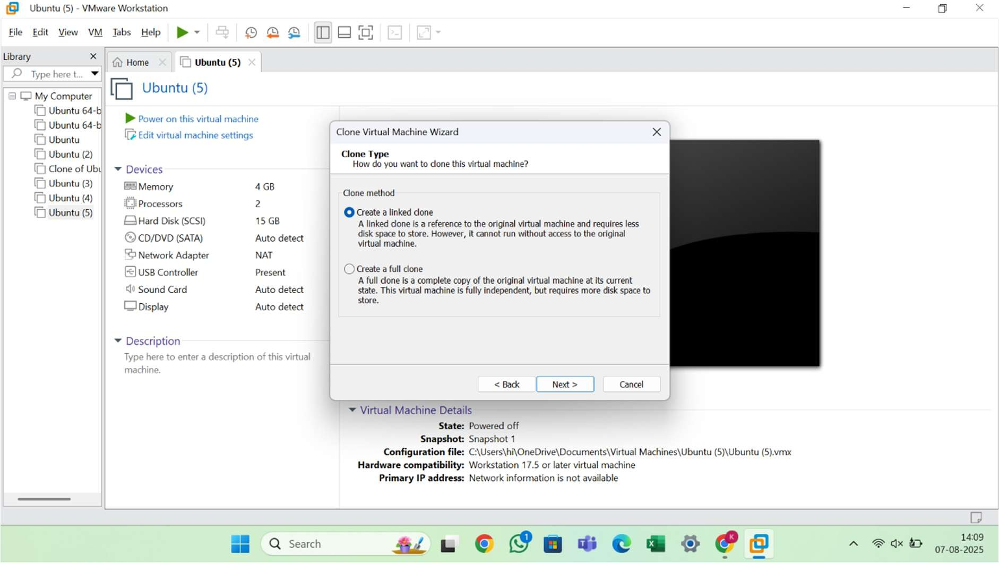 Ubuntu (5) - VMware Workstation
File Edit View VM Tabs Help
Library
Home
Ubuntu (5)
Type here t...
Ubuntu (5)
My Computer
Ubuntu 64-b
Ubuntu 64-b
Ubuntu
Ubuntu (2)
Clone of Ubu
Ubuntu (3)
Ubuntu (4)
Ubuntu (5)
Power on this virtual machine
Edit virtual machine settings
Devices
Memory 4 GB
Processors 2
Hard Disk (SCSI) 15 GB
CD/DVD (SATA) Auto detect
Network Adapter NAT
USB Controller Present
Sound Card Auto detect
Display Auto detect
Description
Type here to enter a description of this virtual
machine.
Clone Virtual Machine Wizard
Clone Type
How do you want to clone this virtual machine?
Clone method
Create a linked clone
A linked clone is a reference to the original virtual machine and requires less
disk space to store. However, it cannot run without access to the original
virtual machine.
Create a full clone
A full clone is a complete copy of the original virtual machine at its current
state. This virtual machine is fully independent, but requires more disk space to
store.
< Back Next > Cancel
Virtual Machine Details
State: Powered off
Snapshot: Snapshot 1
Configuration file: C:\Users\hi\OneDrive\Documents\Virtual Machines\Ubuntu (5)\Ubuntu (5).vmx
Hardware compatibility: Workstation 17.5 or later virtual machine
Primary IP address: Network information is not available
Search
1
K
14:09
07-08-2025